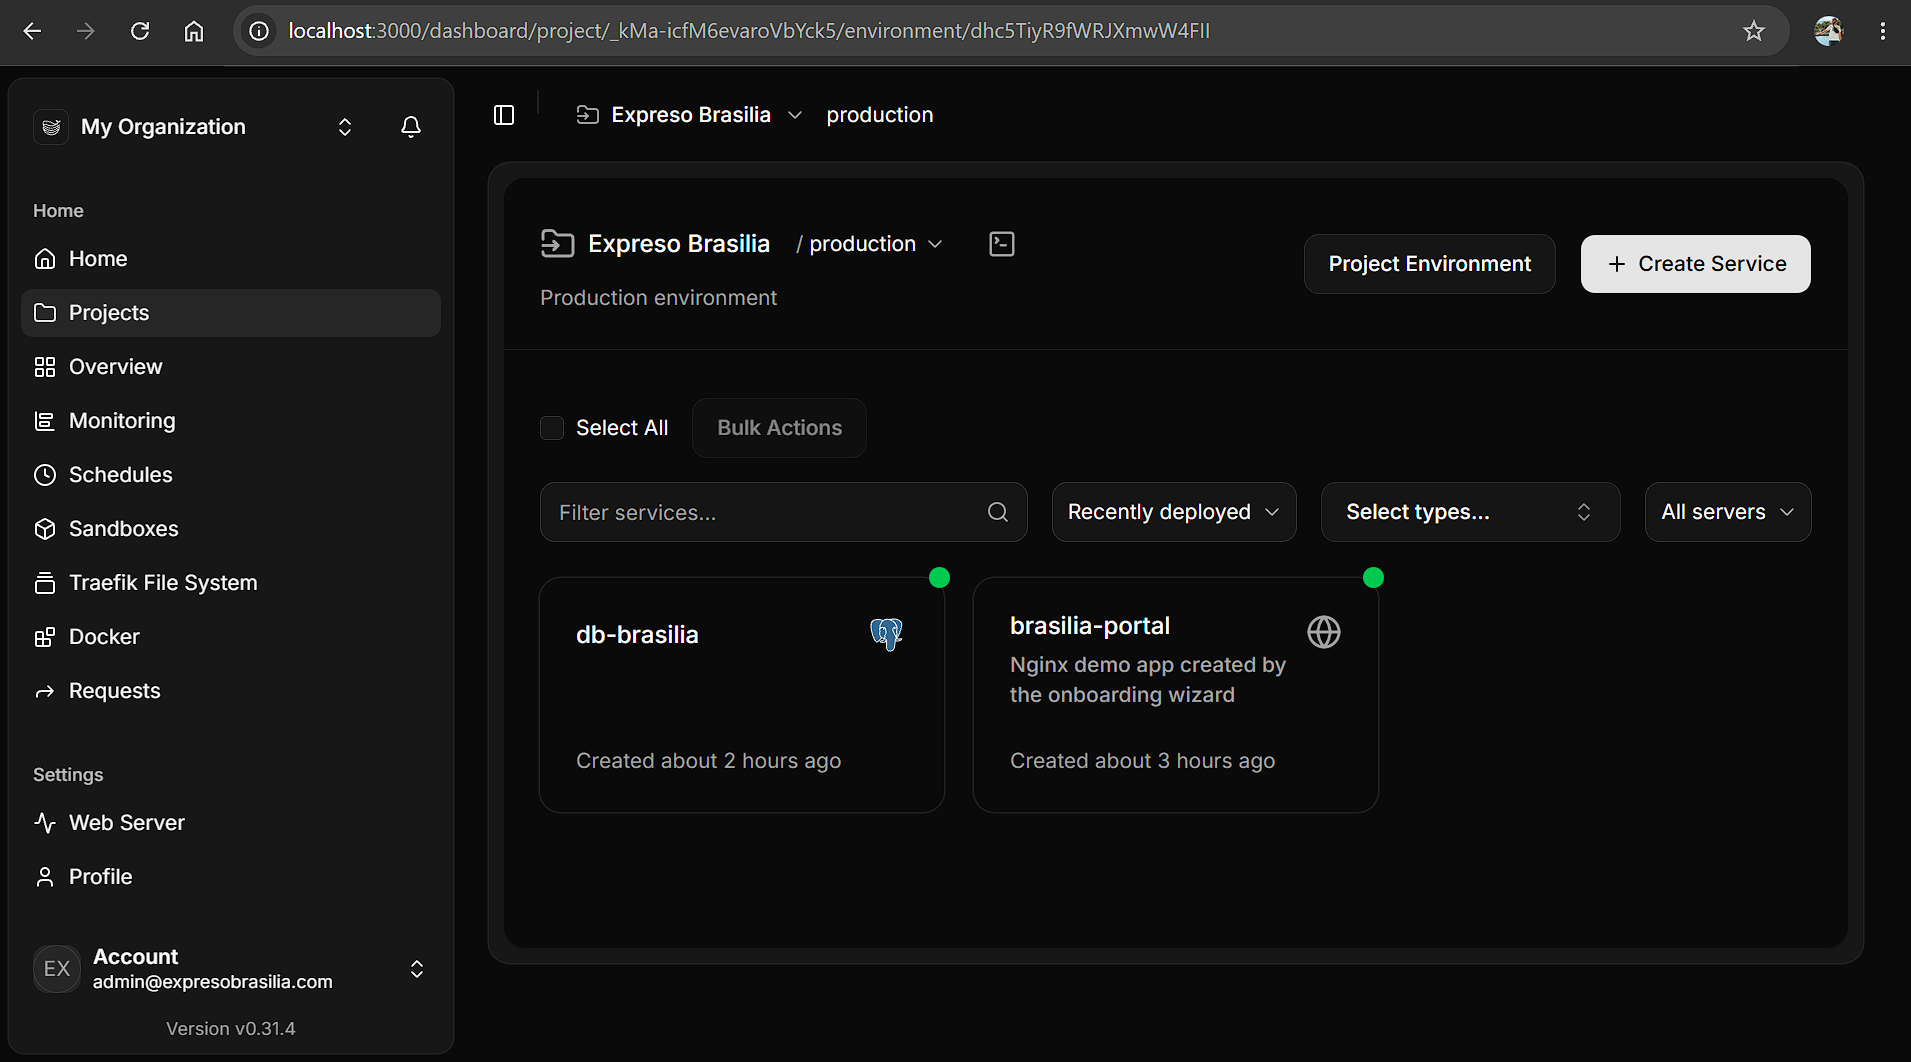 localhost:3000/dashboard/project/_kMa-icfM6evaroVbYck5/environment/dhc5TiyR9fWRJXmwW4FII
My Organization
Home
Home
Projects
Overview
Monitoring
Schedules
Sandboxes
Traefik File System
Docker
Requests
Settings
Web Server
Profile
EX
Account
admin@expresobrasilia.com
Version v0.31.4
Expreso Brasilia
production
Expreso Brasilia / production
Production environment
Project Environment
+ Create Service
Select All
Bulk Actions
Filter services...
Recently deployed
Select types...
All servers
db-brasilia
Created about 2 hours ago
brasilia-portal
Nginx demo app created by
the onboarding wizard
Created about 3 hours ago